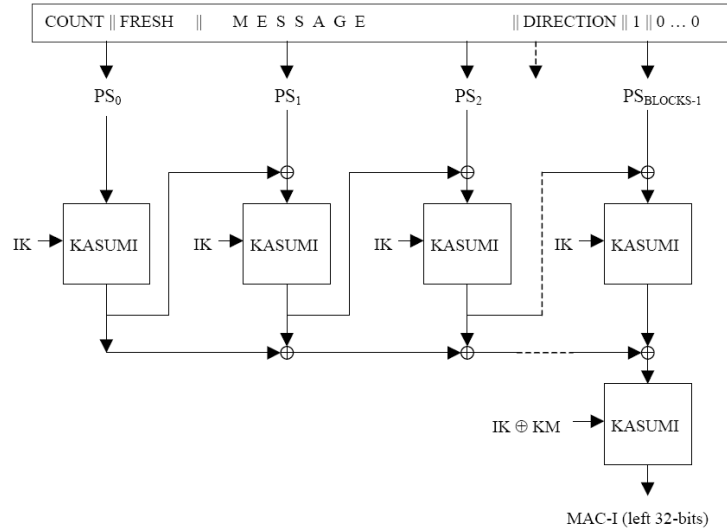 COUNT || FRESH || M E S S A G E || DIRECTION || 1 || 0 … 0
PS₀ PS₁ PS₂ PS_BLOCKS-1
IK KASUMI IK KASUMI IK KASUMI IK KASUMI
IK ⊕ KM KASUMI
MAC-I (left 32-bits)